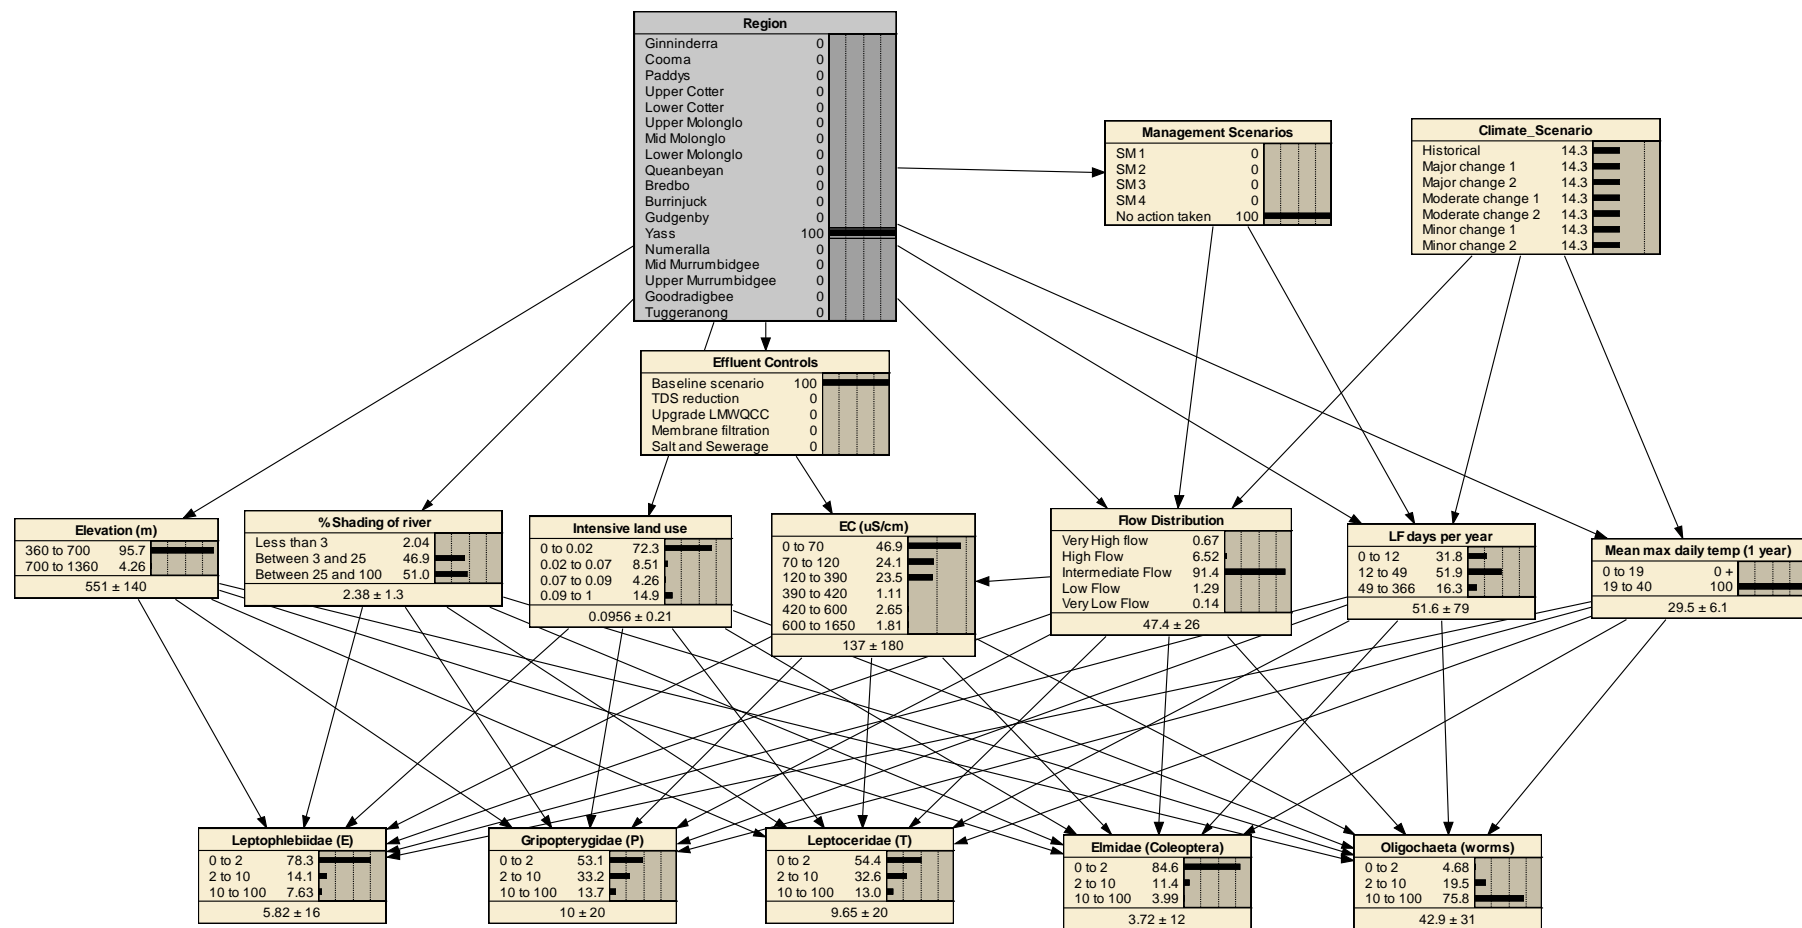 Region
Ginninderra 0
Cooma 0
Paddys 0
Upper Cotter 0
Lower Cotter 0
Upper Molonglo 0
Mid Molonglo 0
Lower Molonglo 0
Queanbeyan 0
Bredbo 0
Burrinjuck 0
Gudgenby 0
Yass 100
Numeralla 0
Mid Murrumbidgee 0
Upper Murrumbidgee 0
Goodradigbee 0
Tuggeranong 0
Management Scenarios
SM 1 0
SM 2 0
SM 3 0
SM 4 0
No action taken 100
Climate_Scenario
Historical 14.3
Major change 1 14.3
Major change 2 14.3
Moderate change 1 14.3
Moderate change 2 14.3
Minor change 1 14.3
Minor change 2 14.3
Effluent Controls
Baseline scenario 100
TDS reduction 0
Upgrade LMWQCC 0
Membrane filtration 0
Salt and Sewerage 0
Elevation (m)
360 to 700 95.7
700 to 1360 4.26
551 ± 140
% Shading of river
Less than 3 2.04
Between 3 and 25 46.9
Between 25 and 100 51.0
2.38 ± 1.3
Intensive land use
0 to 0.02 72.3
0.02 to 0.07 8.51
0.07 to 0.09 4.26
0.09 to 1 14.9
0.0956 ± 0.21
EC (uS/cm)
0 to 70 46.9
70 to 120 24.1
120 to 390 23.5
390 to 420 1.11
420 to 600 2.65
600 to 1650 1.81
137 ± 180
Flow Distribution
Very High flow 0.67
High Flow 6.52
Intermediate Flow 91.4
Low Flow 1.29
Very Low Flow 0.14
47.4 ± 26
LF days per year
0 to 12 31.8
12 to 49 51.9
49 to 366 16.3
51.6 ± 79
Mean max daily temp (1 year)
0 to 19 0 +
19 to 40 100
29.5 ± 6.1
Leptophlebiidae (E)
0 to 2 78.3
2 to 10 14.1
10 to 100 7.63
5.82 ± 16
Gripopterygidae (P)
0 to 2 53.1
2 to 10 33.2
10 to 100 13.7
10 ± 20
Leptoceridae (T)
0 to 2 54.4
2 to 10 32.6
10 to 100 13.0
9.65 ± 20
Elmidae (Coleoptera)
0 to 2 84.6
2 to 10 11.4
10 to 100 3.99
3.72 ± 12
Oligochaeta (worms)
0 to 2 4.68
2 to 10 19.5
10 to 100 75.8
42.9 ± 31